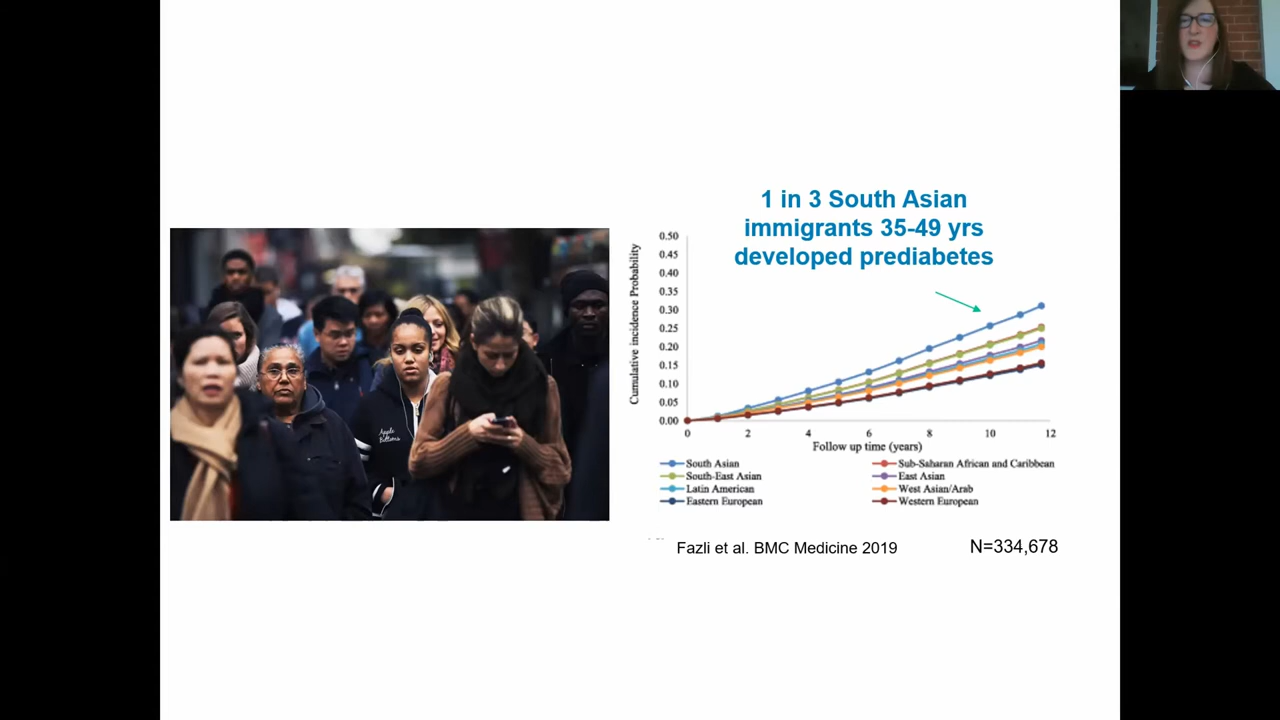 1 in 3 South Asian
immigrants 35-49 yrs
developed prediabetes
Apple
Bottoms
Cumulative incidence Probability
0.50
0.45
0.40
0.35
0.30
0.25
0.20
0.15
0.10
0.05
0.00
0 2 4 6 8 10 12
Follow up time (years)
South Asian
Sub-Saharan African and Caribbean
South-East Asian
East Asian
Latin American
West Asian/Arab
Eastern European
Western European
Fazli et al. BMC Medicine 2019
N=334,678